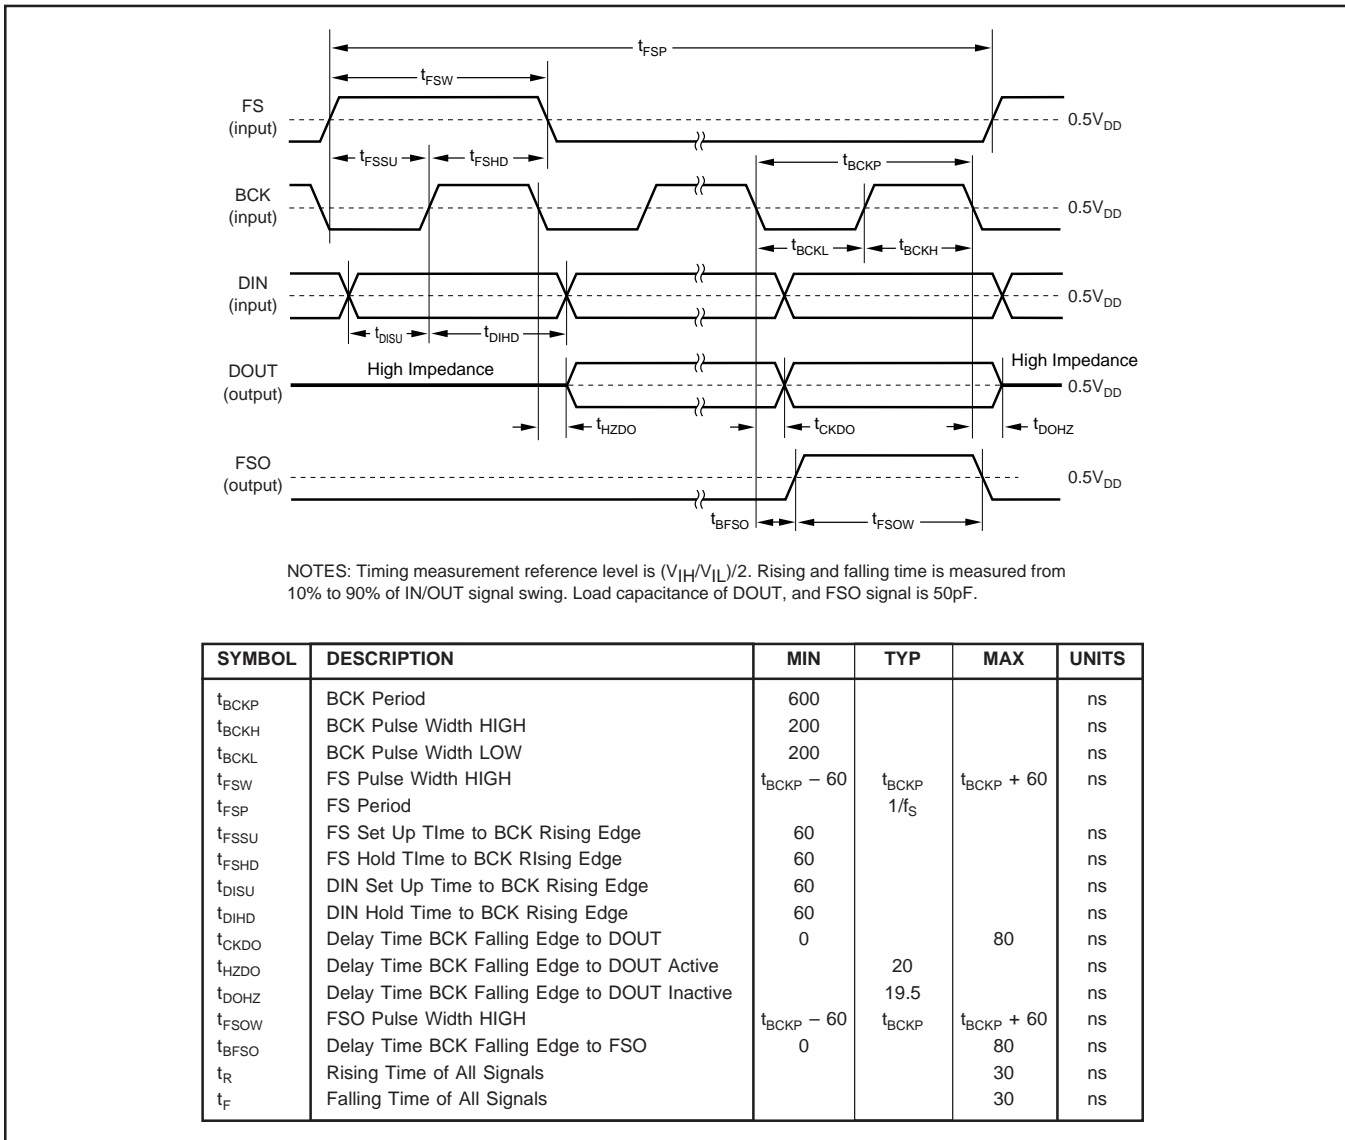 tFSP
tFSW
FS
(input)
0.5VDD
tFSSU
tFSHD
tBCKP
BCK
(input)
0.5VDD
tBCKL
tBCKH
DIN
(input)
0.5VDD
tDISU
tDIHD
DOUT
(output)
High Impedance
High Impedance
0.5VDD
tHZDO
tCKDO
tDOHZ
FSO
(output)
0.5VDD
tBFSO
tFSOW
NOTES: Timing measurement reference level is (VIH/VIL)/2. Rising and falling time is measured from
10% to 90% of IN/OUT signal swing. Load capacitance of DOUT, and FSO signal is 50pF.
SYMBOL DESCRIPTION MIN TYP MAX UNITS
tBCKP BCK Period 600 ns
tBCKH BCK Pulse Width HIGH 200 ns
tBCKL BCK Pulse Width LOW 200 ns
tFSW FS Pulse Width HIGH tBCKP – 60 tBCKP tBCKP + 60 ns
tFSP FS Period 1/fS
tFSSU FS Set Up TIme to BCK Rising Edge 60 ns
tFSHD FS Hold TIme to BCK RIsing Edge 60 ns
tDISU DIN Set Up Time to BCK Rising Edge 60 ns
tDIHD DIN Hold Time to BCK Rising Edge 60 ns
tCKDO Delay Time BCK Falling Edge to DOUT 0 80 ns
tHZDO Delay Time BCK Falling Edge to DOUT Active 20 ns
tDOHZ Delay Time BCK Falling Edge to DOUT Inactive 19.5 ns
tFSOW FSO Pulse Width HIGH tBCKP – 60 tBCKP tBCKP + 60 ns
tBFSO Delay Time BCK Falling Edge to FSO 0 80 ns
tR Rising Time of All Signals 30 ns
tF Falling Time of All Signals 30 ns